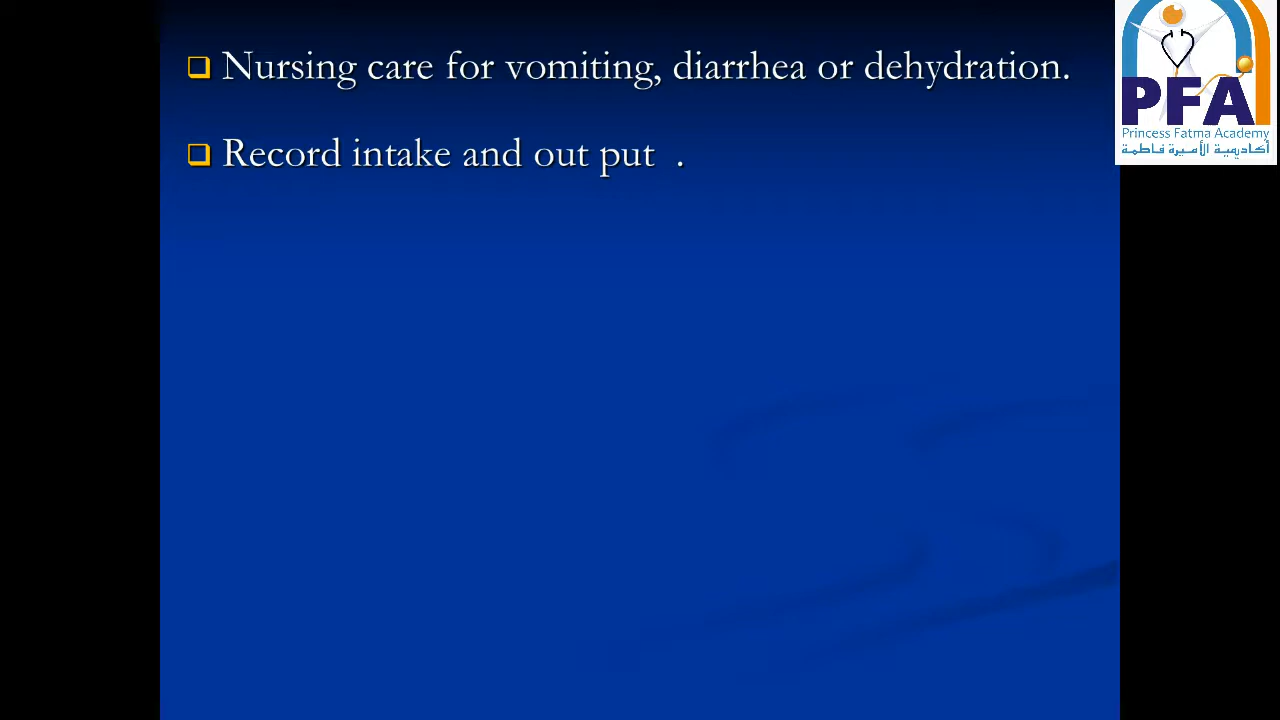 Nursing care for vomiting, diarrhea or dehydration.
Record intake and out put .
PFA
Princess Fatma Academy
أكاديمية الأميرة فاطمة